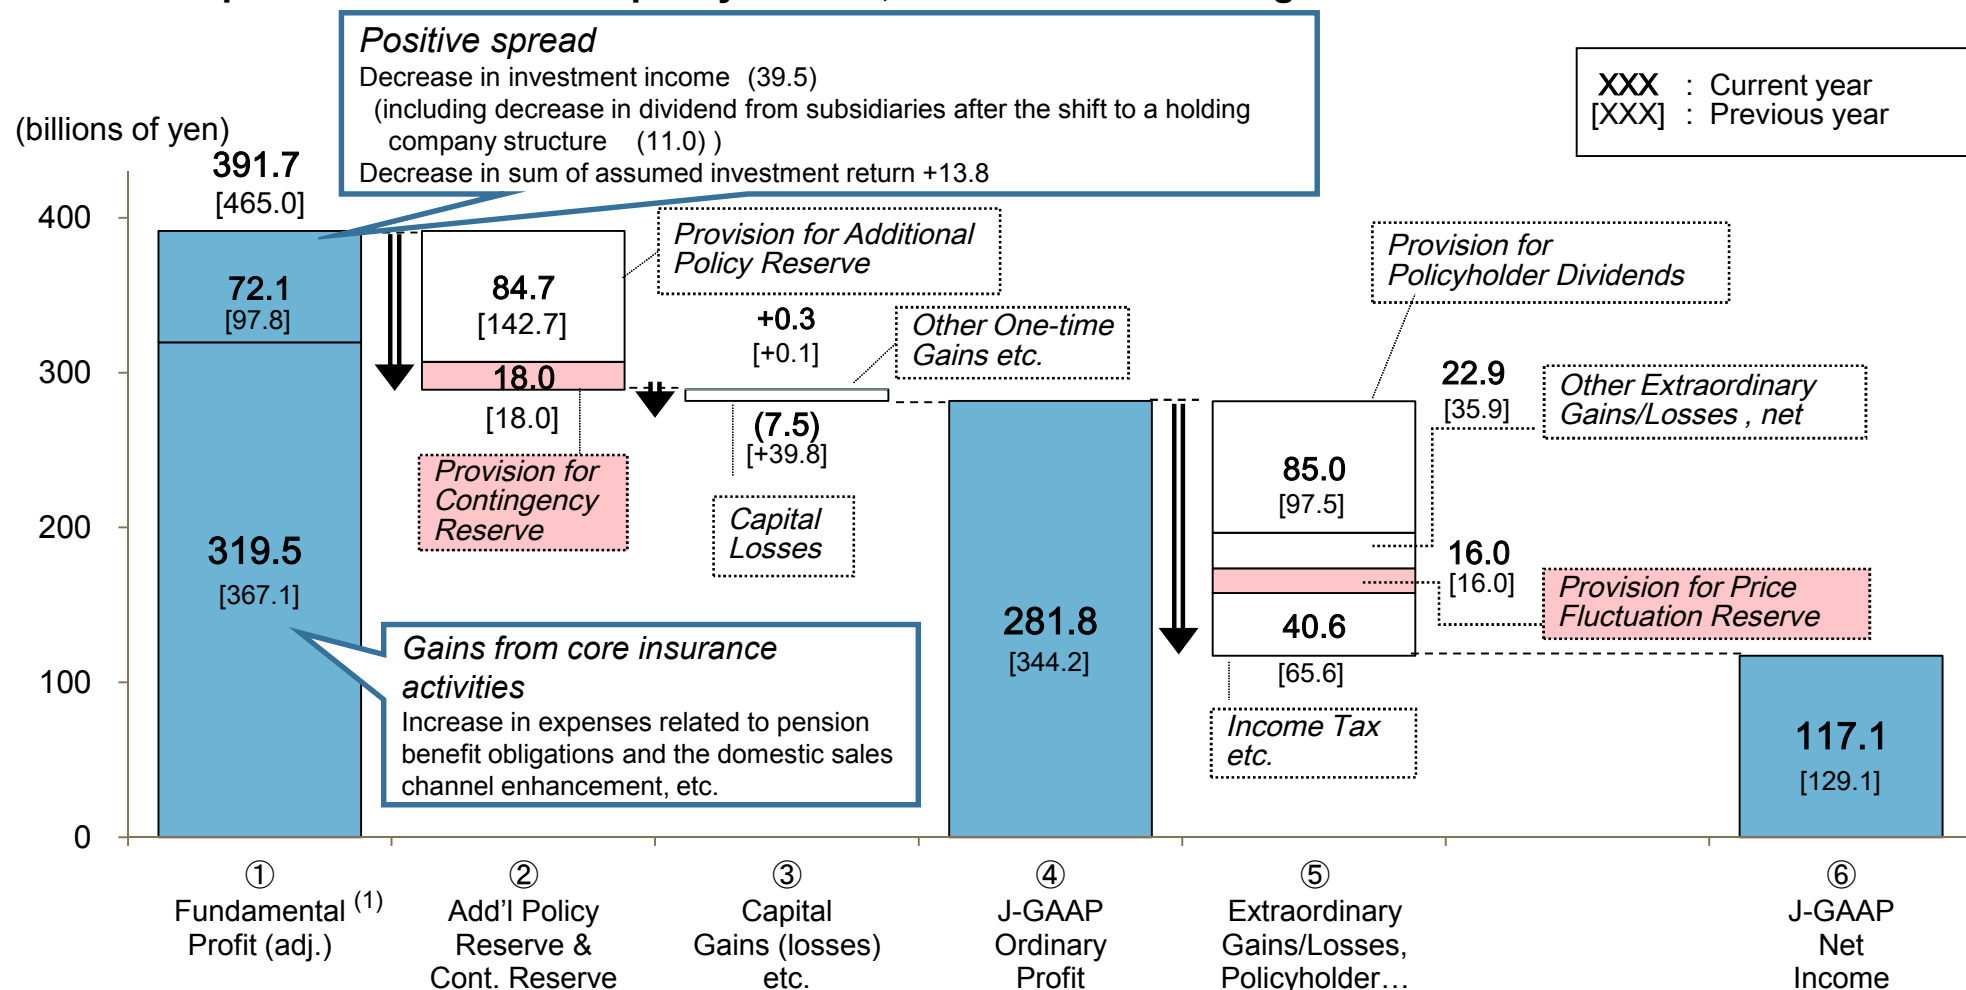 Positive spread
Decrease in investment income (39.5)
(including decrease in dividend from subsidiaries after the shift to a holding
company structure (11.0) )
Decrease in sum of assumed investment return +13.8
XXX : Current year
[XXX] : Previous year
(billions of yen)
400
300
200
100
0
391.7
[465.0]
72.1
[97.8]
319.5
[367.1]
84.7
[142.7]
18.0
[18.0]
Provision for Additional
Policy Reserve
Provision for
Contingency
Reserve
+0.3
[+0.1]
Other One-time
Gains etc.
(7.5)
[+39.8]
Capital
Losses
Gains from core insurance
activities
Increase in expenses related to pension
benefit obligations and the domestic sales
channel enhancement, etc.
281.8
[344.2]
Provision for
Policyholder Dividends
85.0
[97.5]
22.9
[35.9]
Other Extraordinary
Gains/Losses , net
16.0
[16.0]
Provision for Price
Fluctuation Reserve
40.6
[65.6]
Income Tax
etc.
117.1
[129.1]
①
Fundamental (1)
Profit (adj.)
②
Add’l Policy
Reserve &
Cont. Reserve
③
Capital
Gains (losses)
etc.
④
J-GAAP
Ordinary
Profit
⑤
Extraordinary
Gains/Losses,
Policyholder…
⑥
J-GAAP
Net
Income